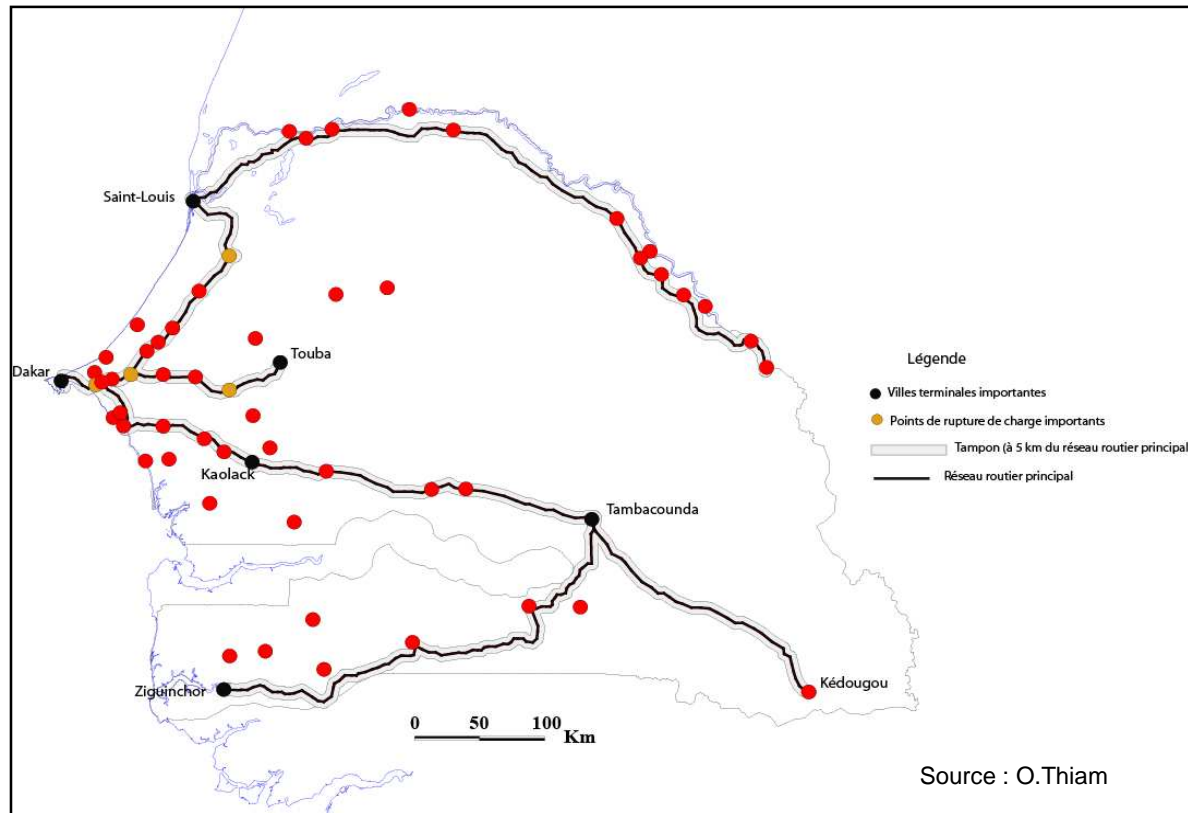 Saint-Louis
Dakar
Touba
Kaolack
Tambacounda
Ziguinchor
Kédougou
0 50 100
Km
Légende
Villes terminales importantes
Points de rupture de charge importants
Tampon (à 5 km du réseau routier principal
Réseau routier principal
Source : O.Thiam